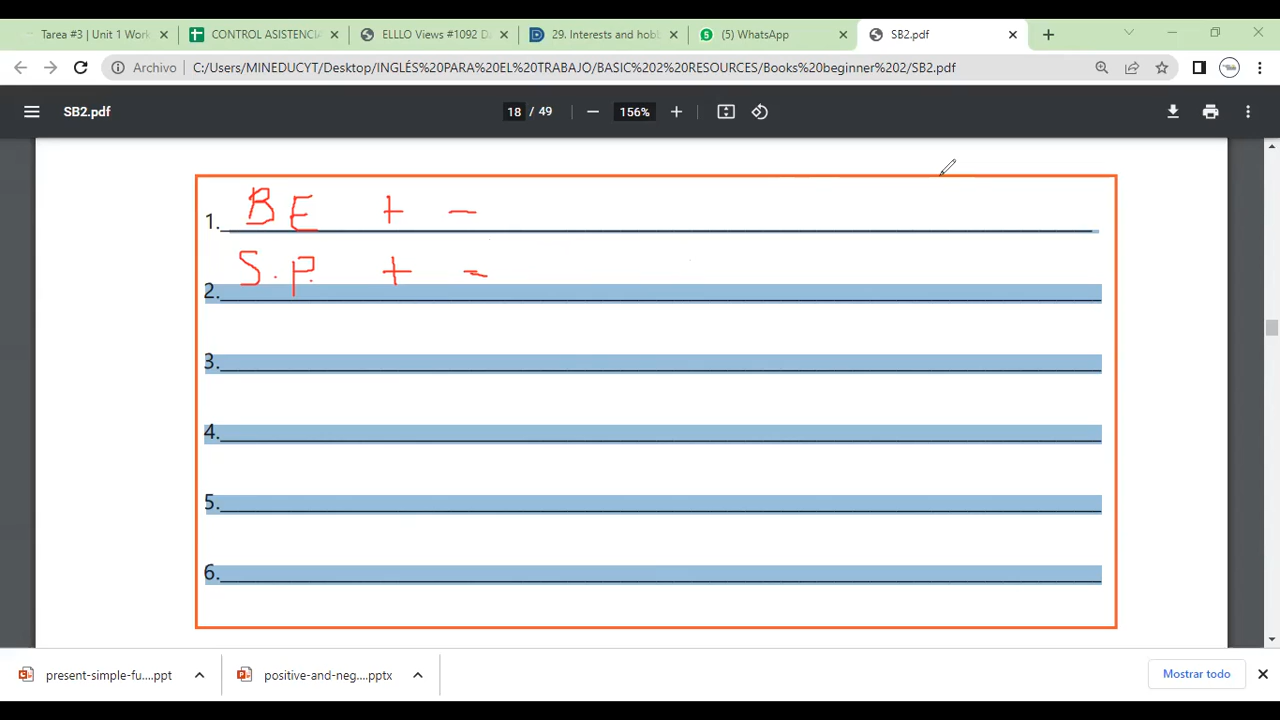 Tarea #3 | Unit 1 Work CONTROL ASISTENCIA ELLLO Views #1092 D 29. Interests and hobb (5) WhatsApp SB2.pdf
Archivo C:/Users/MINEDUCYT/Desktop/INGLÉS%20PARA%20EL%20TRABAJO/BASIC%202%20RESOURCES/Books%20beginner%202/SB2.pdf
SB2.pdf 18 / 49 156%
1. BE + -
2. S.P. + -
3.
4.
5.
6.
present-simple-fu....ppt positive-and-neg....pptx Mostrar todo